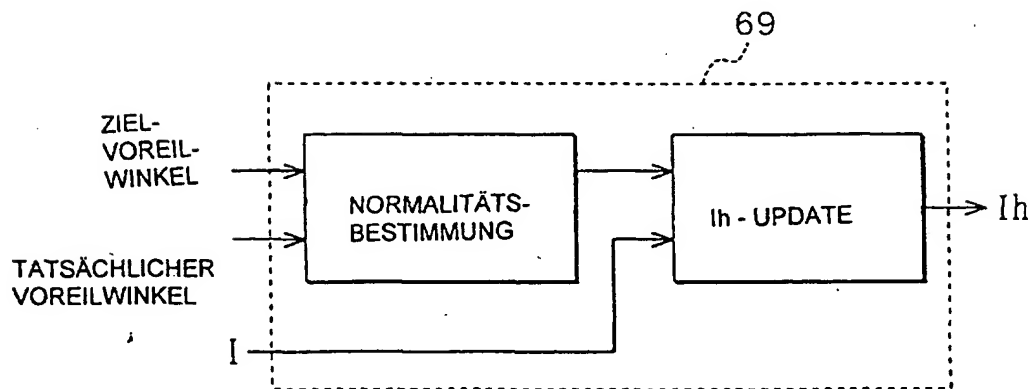 69
ZIEL-
VOREIL-
WINKEL
NORMALITÄTS-
BESTIMMUNG
Ih - UPDATE
Ih
TATSÄCHLICHER
VOREILWINKEL
I